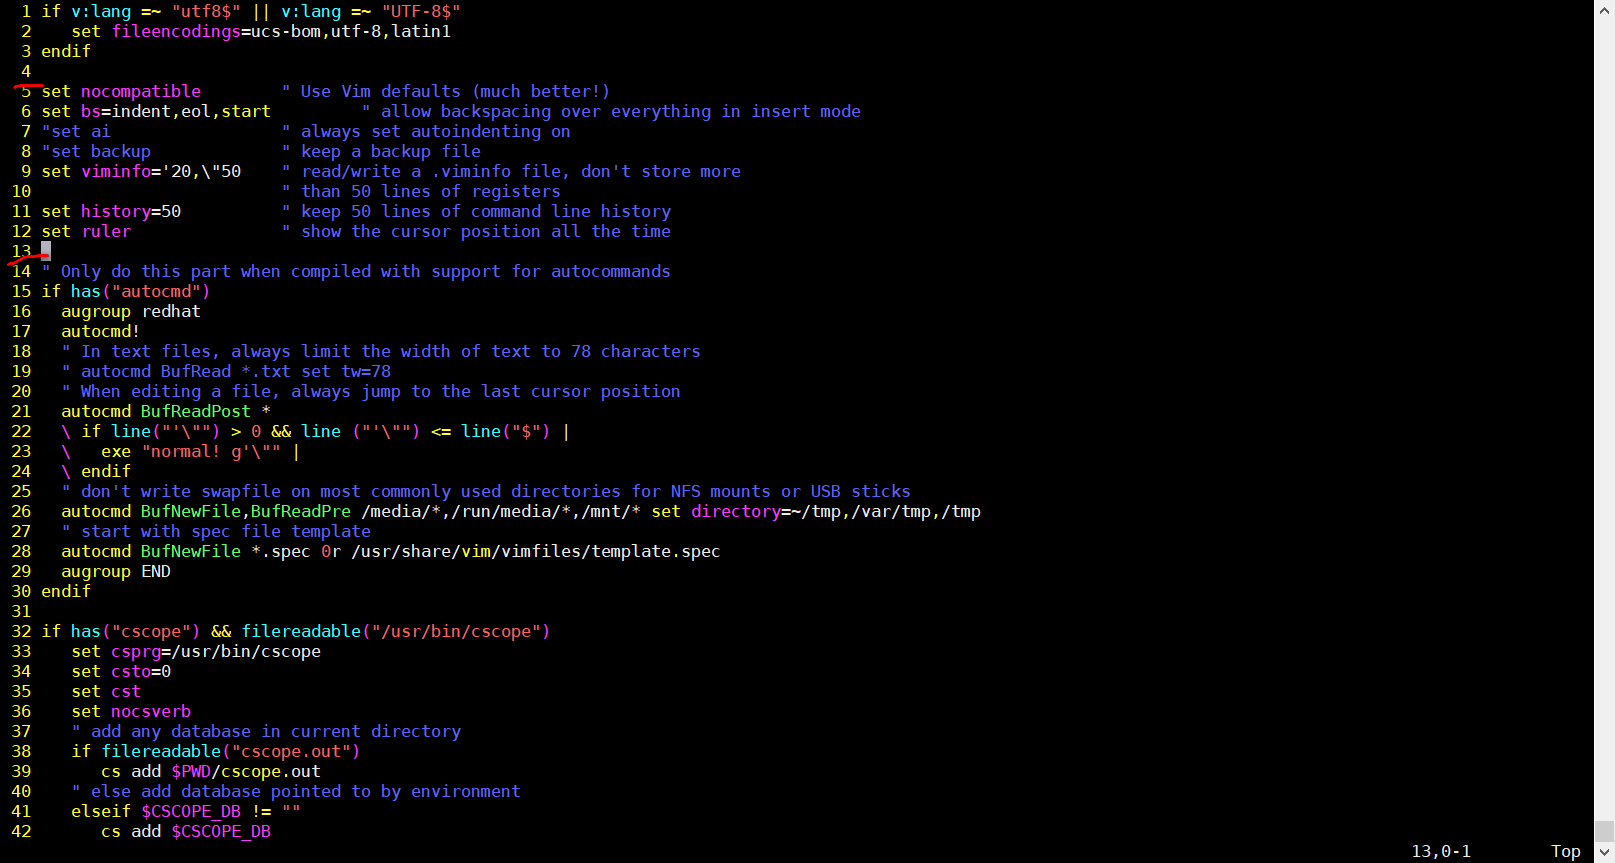 1 if v:lang =~ "utf8$" || v:lang =~ "UTF-8$"
2    set fileencodings=ucs-bom,utf-8,latin1
3 endif
4
5 set nocompatible        " Use Vim defaults (much better!)
6 set bs=indent,eol,start         " allow backspacing over everything in insert mode
7 "set ai                 " always set autoindenting on
8 "set backup             " keep a backup file
9 set viminfo='20,\"50    " read/write a .viminfo file, don't store more
10                         " than 50 lines of registers
11 set history=50          " keep 50 lines of command line history
12 set ruler               " show the cursor position all the time
13
14 " Only do this part when compiled with support for autocommands
15 if has("autocmd")
16   augroup redhat
17   autocmd!
18   " In text files, always limit the width of text to 78 characters
19   " autocmd BufRead *.txt set tw=78
20   " When editing a file, always jump to the last cursor position
21   autocmd BufReadPost *
22   \ if line("'\"") > 0 && line ("'\"") <= line("$") |
23   \   exe "normal! g'\"" |
24   \ endif
25   " don't write swapfile on most commonly used directories for NFS mounts or USB sticks
26   autocmd BufNewFile,BufReadPre /media/*,/run/media/*,/mnt/* set directory=~/tmp,/var/tmp,/tmp
27   " start with spec file template
28   autocmd BufNewFile *.spec 0r /usr/share/vim/vimfiles/template.spec
29   augroup END
30 endif
31
32 if has("cscope") && filereadable("/usr/bin/cscope")
33    set csprg=/usr/bin/cscope
34    set csto=0
35    set cst
36    set nocsverb
37    " add any database in current directory
38    if filereadable("cscope.out")
39       cs add $PWD/cscope.out
40    " else add database pointed to by environment
41    elseif $CSCOPE_DB != ""
42       cs add $CSCOPE_DB
13,0-1        Top